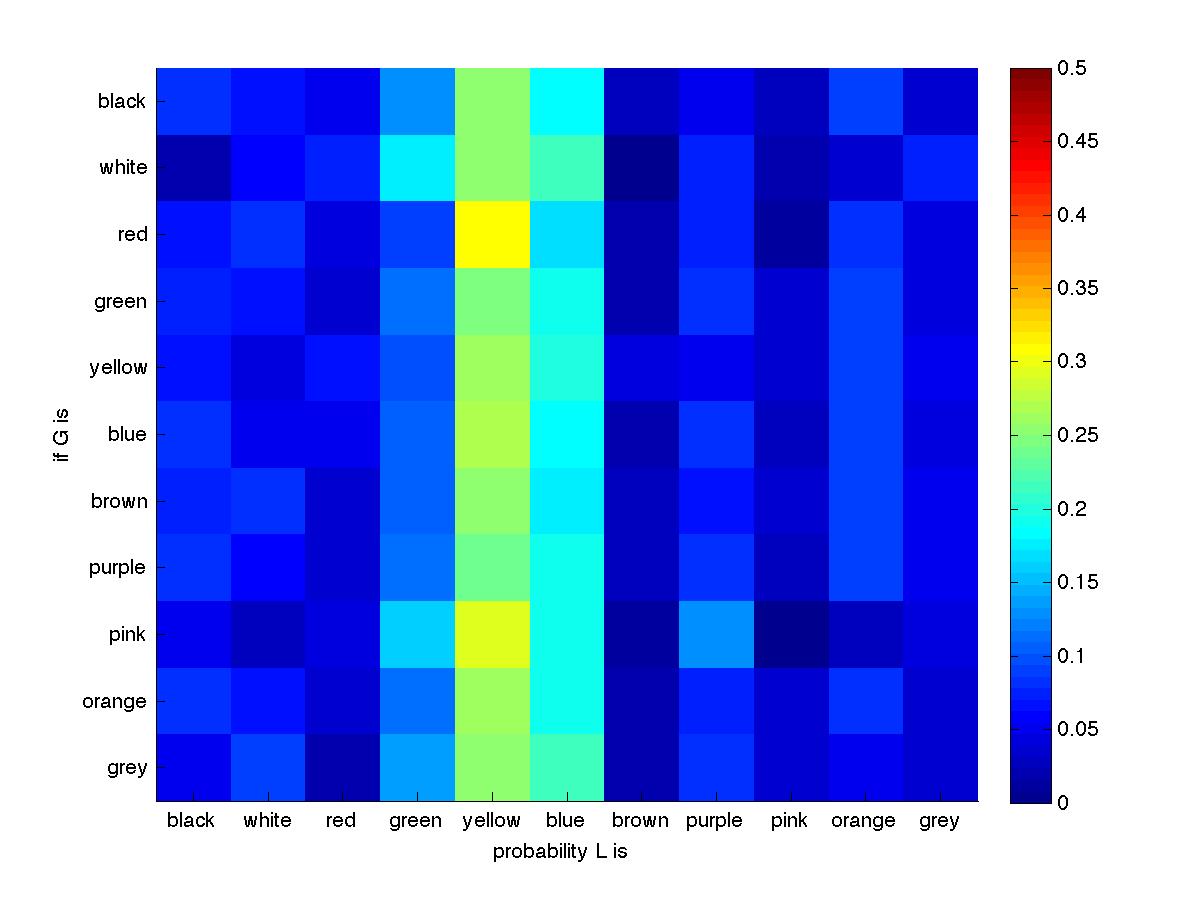 black
white
red
green
yellow
blue
brown
purple
pink
orange
grey
if G is
black white red green yellow blue brown purple pink orange grey
probability L is
0.5
0.45
0.4
0.35
0.3
0.25
0.2
0.15
0.1
0.05
0